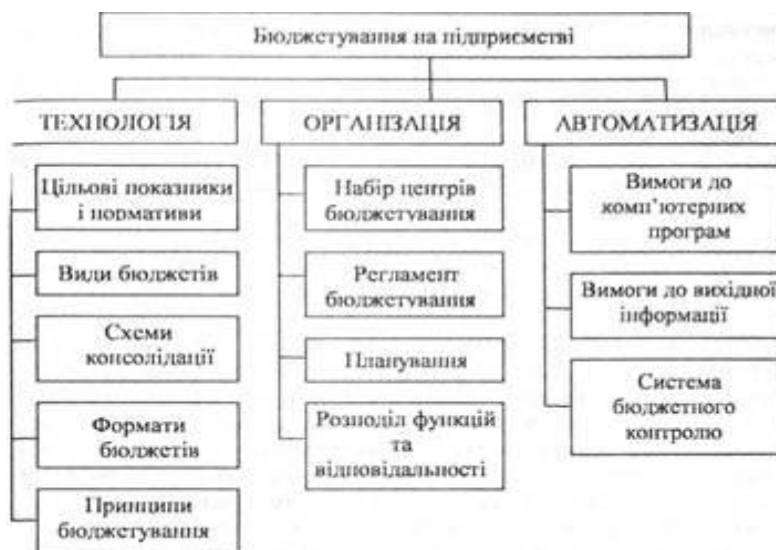 Бюджетування на підприємстві
ТЕХНОЛОГІЯ
Цільові показники
і нормативи
Види бюджетів
Схеми
консолідації
Формати
бюджетів
Принципи
бюджетування
ОРГАНІЗАЦІЯ
Набір центрів
бюджетування
Регламент
бюджетування
Планування
Розподіл функцій
та
відповідальності
АВТОМАТИЗАЦІЯ
Вимоги до
комп’ютерних
програм
Вимоги до вихідної
інформації
Система
бюджетного
контролю